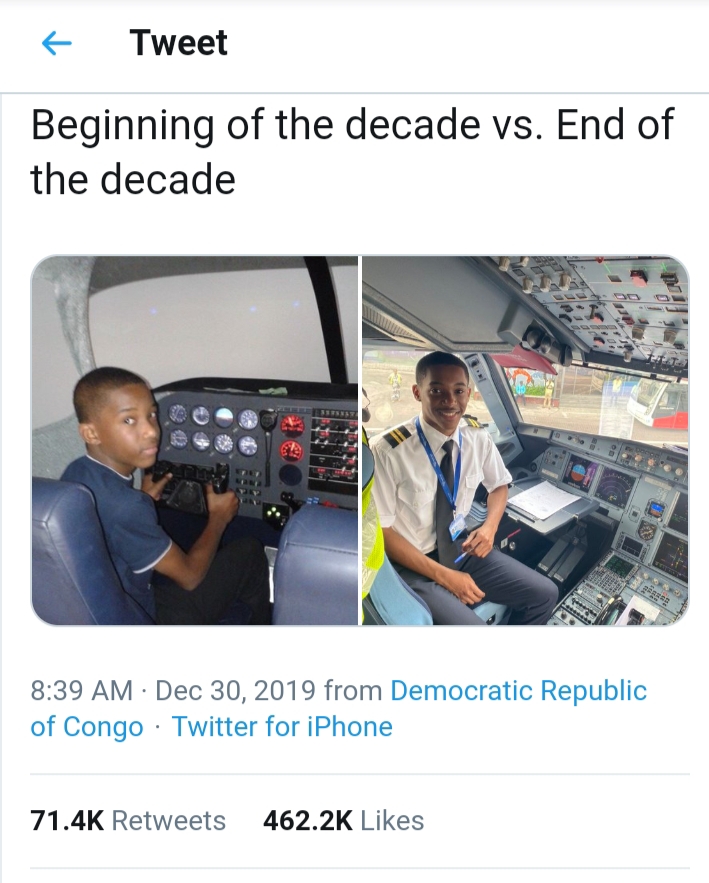 Tweet
Beginning of the decade vs. End of
the decade
8:39 AM · Dec 30, 2019 from Democratic Republic
of Congo · Twitter for iPhone
71.4K Retweets 462.2K Likes